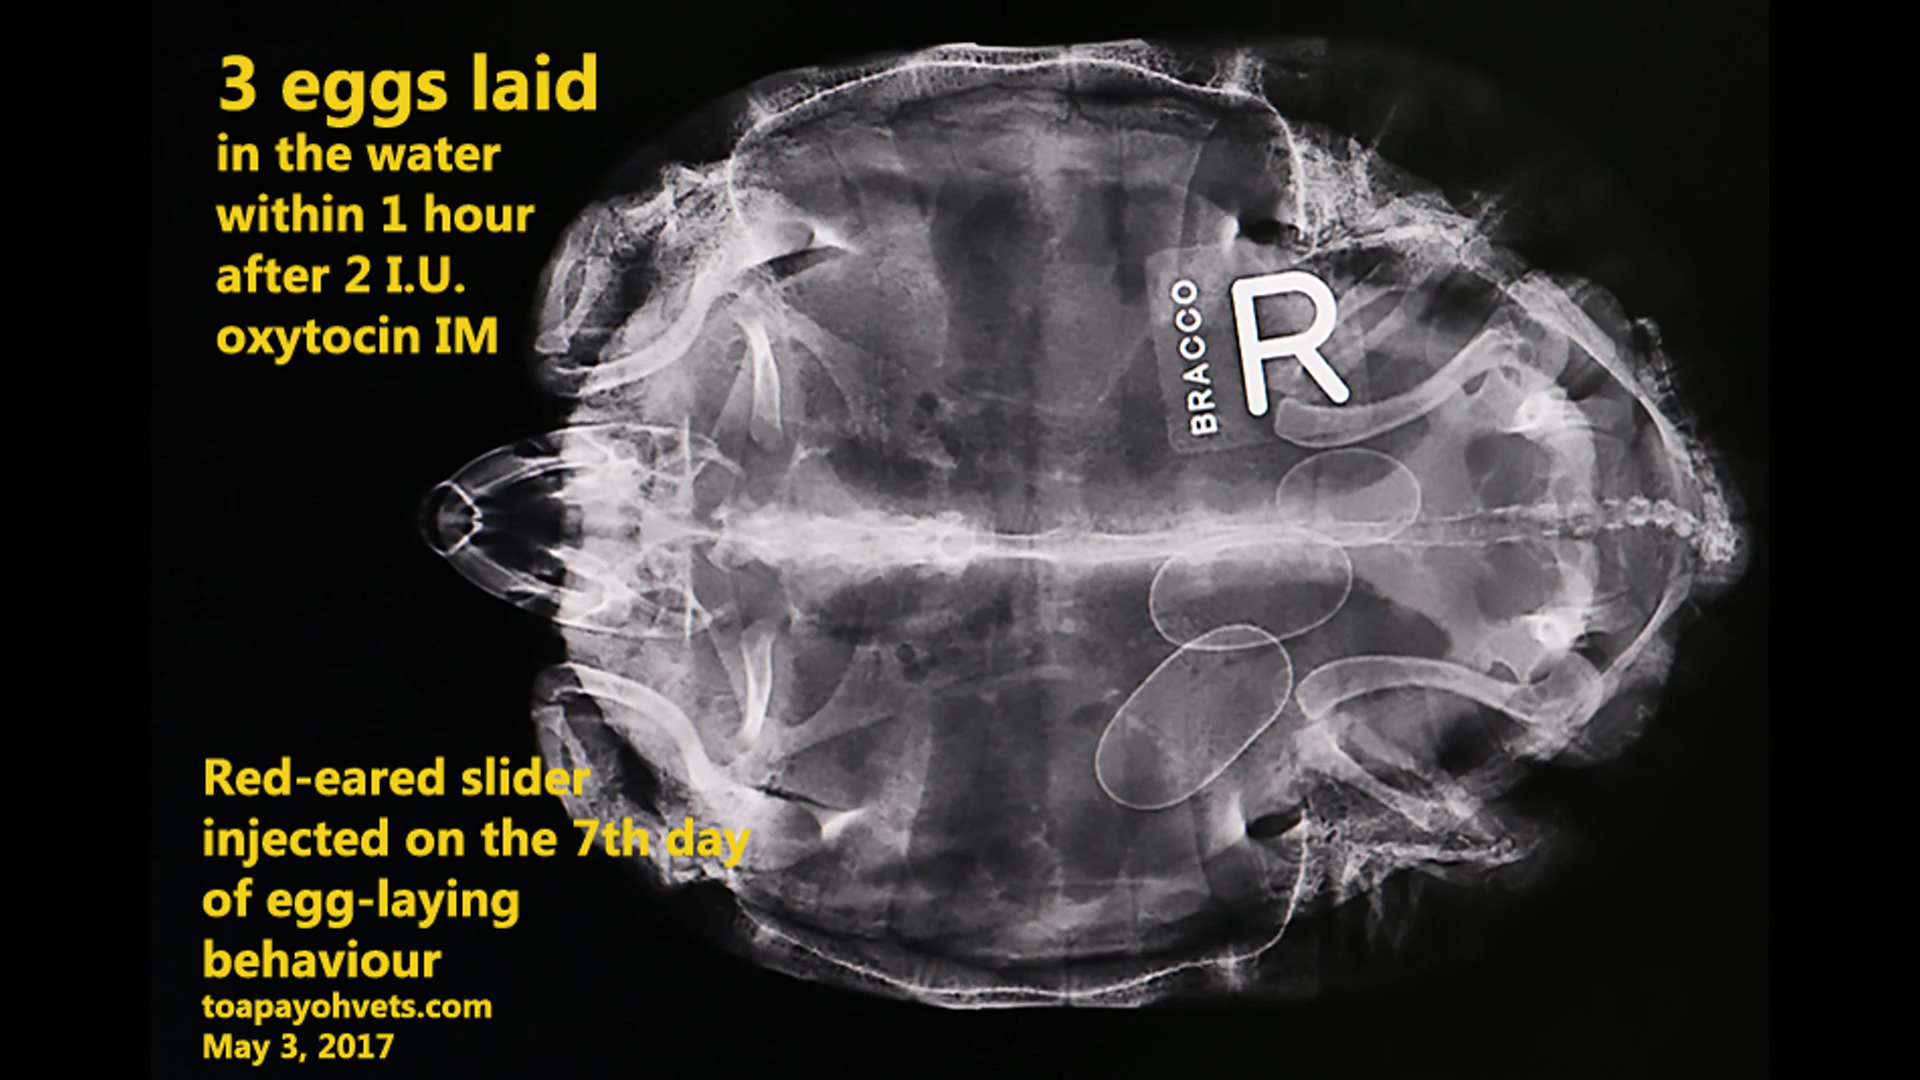 3 eggs laid
in the water
within 1 hour
after 2 I.U.
oxytocin IM
BRACCO
R
Red-eared slider
injected on the 7th day
of egg-laying
behaviour
toapayohvets.com
May 3, 2017